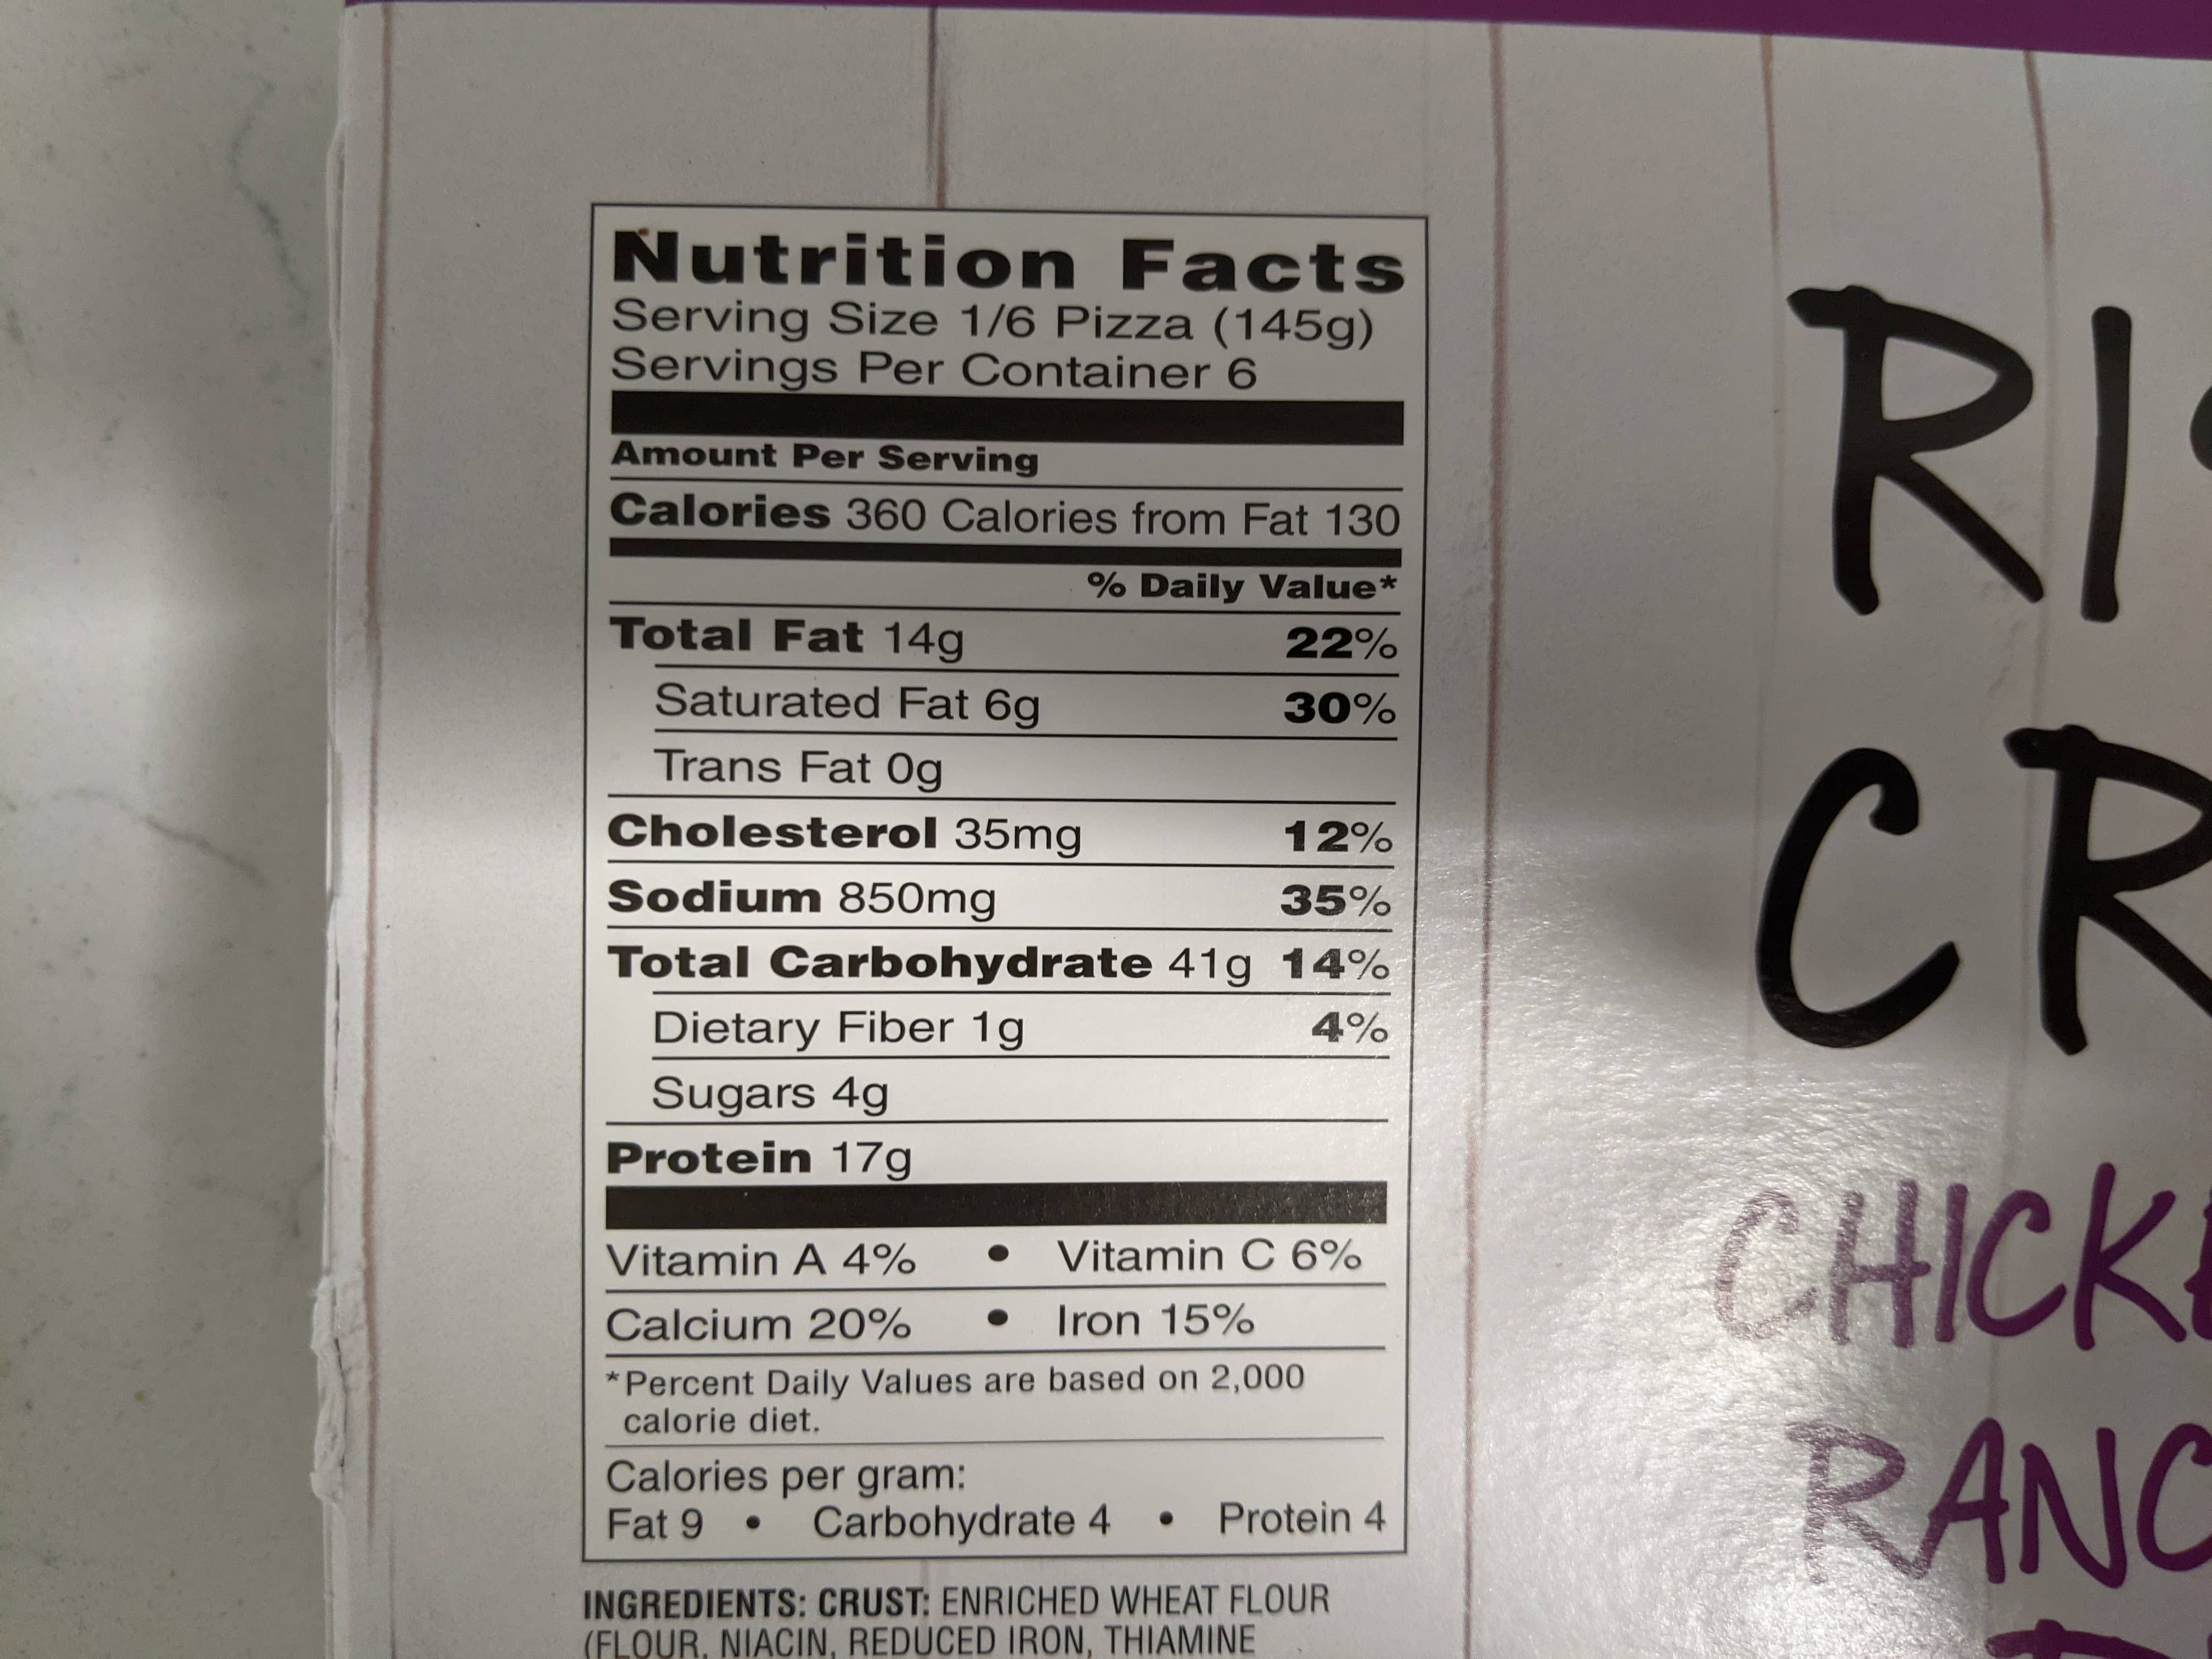 Nutrition Facts
Serving Size 1/6 Pizza (145g)
Servings Per Container 6
Amount Per Serving
Calories 360 Calories from Fat 130
% Daily Value*
Total Fat 14g 22%
Saturated Fat 6g 30%
Trans Fat 0g
Cholesterol 35mg 12%
Sodium 850mg 35%
Total Carbohydrate 41g 14%
Dietary Fiber 1g 4%
Sugars 4g
Protein 17g
Vitamin A 4% • Vitamin C 6%
Calcium 20% • Iron 15%
*Percent Daily Values are based on 2,000
calorie diet.
Calories per gram:
Fat 9 • Carbohydrate 4 • Protein 4
INGREDIENTS: CRUST: ENRICHED WHEAT FLOUR
(FLOUR, NIACIN, REDUCED IRON, THIAMINE